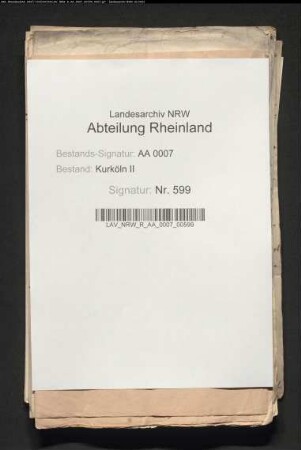 Landesarchiv NRW
Abteilung Rheinland
Bestands-Signatur: AA 0007
Bestand: Kurköln II
Signatur: Nr. 599
LAV_NRW_R_AA_0007_00599